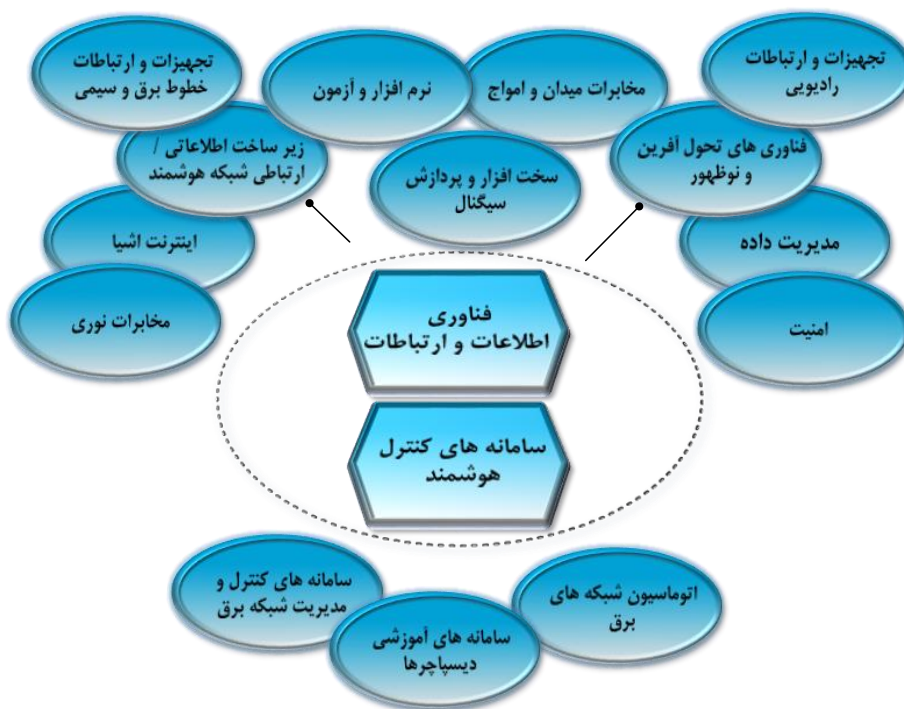 تجهیزات و ارتباطات
رادیویی
مخابرات میدان و امواج
نرم افزار و آزمون
تجهیزات و ارتباطات
خطوط برق و سیمی
فناوری های تحول آفرین
و نوظهور
سخت افزار و پردازش
سیگنال
زیر ساخت اطلاعاتی /
ارتباطی شبکه هوشمند
مدیریت داده
اینترنت اشیا
امنیت
مخابرات نوری
فناوری
اطلاعات و ارتباطات
سامانه های کنترل
هوشمند
اتوماسیون شبکه های
برق
سامانه های آموزشی
دیسپاچرها
سامانه های کنترل و
مدیریت شبکه برق